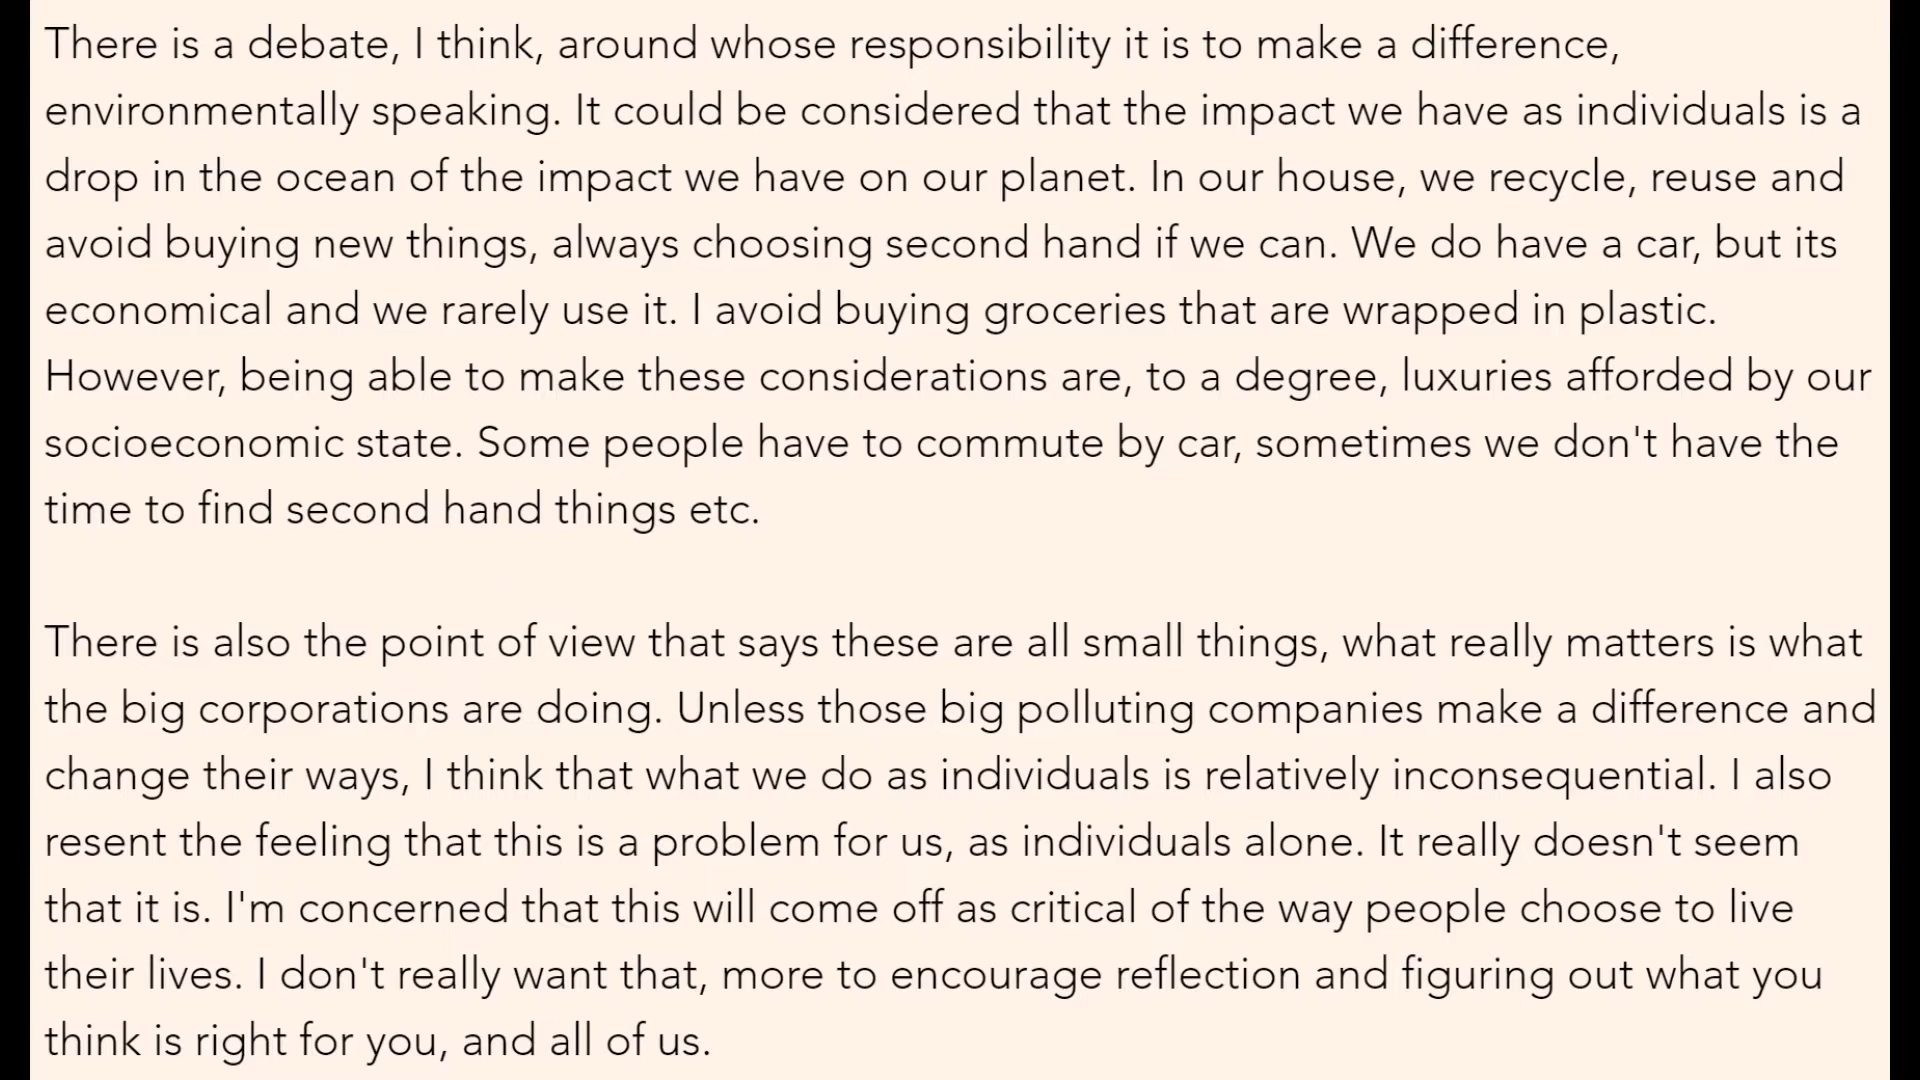 There is a debate, I think, around whose responsibility it is to make a difference,
environmentally speaking. It could be considered that the impact we have as individuals is a
drop in the ocean of the impact we have on our planet. In our house, we recycle, reuse and
avoid buying new things, always choosing second hand if we can. We do have a car, but its
economical and we rarely use it. I avoid buying groceries that are wrapped in plastic.
However, being able to make these considerations are, to a degree, luxuries afforded by our
socioeconomic state. Some people have to commute by car, sometimes we don't have the
time to find second hand things etc.

There is also the point of view that says these are all small things, what really matters is what
the big corporations are doing. Unless those big polluting companies make a difference and
change their ways, I think that what we do as individuals is relatively inconsequential. I also
resent the feeling that this is a problem for us, as individuals alone. It really doesn't seem
that it is. I'm concerned that this will come off as critical of the way people choose to live
their lives. I don't really want that, more to encourage reflection and figuring out what you
think is right for you, and all of us.